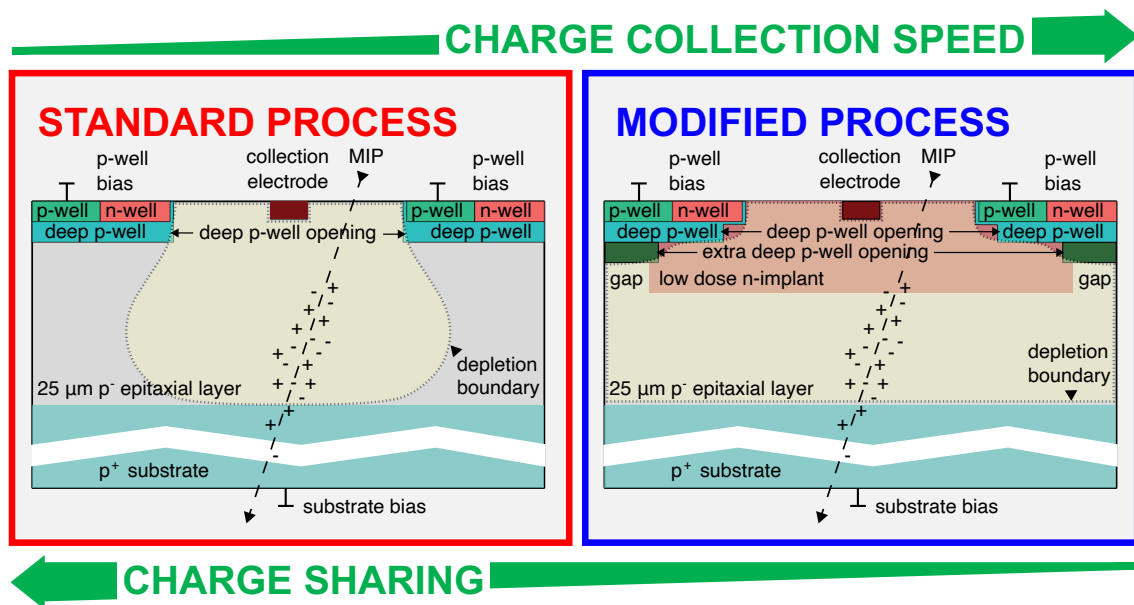 CHARGE COLLECTION SPEED
STANDARD PROCESS
p-well
bias
collection
electrode
MIP
p-well
bias
p-well
n-well
p-well
n-well
deep p-well
deep p-well opening
deep p-well
- +
+ -
+ - +
+ - -
+ - + -
+ - +
+ - +
-
+
+
-
depletion
boundary
25 µm p⁻ epitaxial layer
p⁺ substrate
substrate bias
MODIFIED PROCESS
p-well
bias
collection
electrode
MIP
p-well
bias
p-well
n-well
p-well
n-well
deep p-well
deep p-well opening
deep p-well
extra deep p-well opening
gap
low dose n-implant
gap
- +
+ -
+ - +
+ - -
+ - + -
+ - +
+ - +
-
+
+
-
depletion
boundary
25 µm p⁻ epitaxial layer
p⁺ substrate
substrate bias
CHARGE SHARING